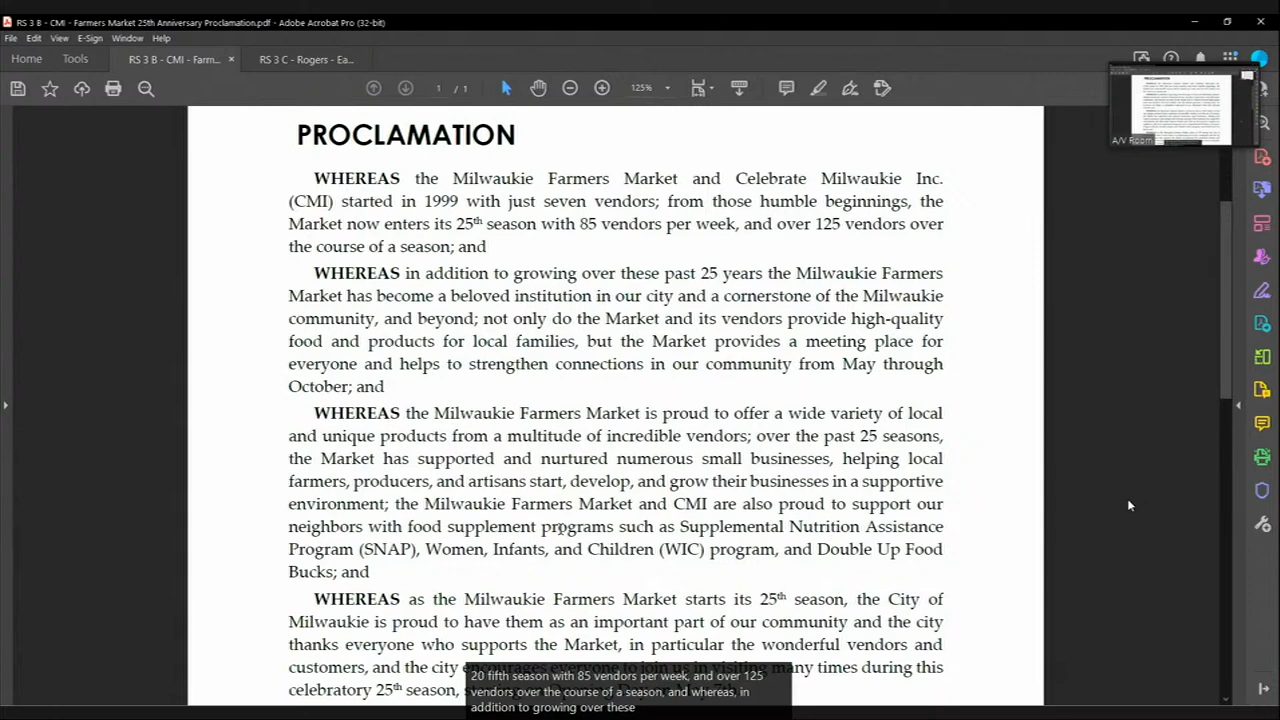 RS 3 B - CMI - Farmers Market 25th Anniversary Proclamation.pdf - Adobe Acrobat Pro (32-bit)
File Edit View E-Sign Window Help
Home Tools RS 3 B - CMI - Farm... × RS 3 C - Rogers - Ea...
1 / 1 125%
A/V Room
PROCLAMATION
WHEREAS the Milwaukie Farmers Market and Celebrate Milwaukie Inc.
(CMI) started in 1999 with just seven vendors; from those humble beginnings, the
Market now enters its 25th season with 85 vendors per week, and over 125 vendors over
the course of a season; and
WHEREAS in addition to growing over these past 25 years the Milwaukie Farmers
Market has become a beloved institution in our city and a cornerstone of the Milwaukie
community, and beyond; not only do the Market and its vendors provide high-quality
food and products for local families, but the Market provides a meeting place for
everyone and helps to strengthen connections in our community from May through
October; and
WHEREAS the Milwaukie Farmers Market is proud to offer a wide variety of local
and unique products from a multitude of incredible vendors; over the past 25 seasons,
the Market has supported and nurtured numerous small businesses, helping local
farmers, producers, and artisans start, develop, and grow their businesses in a supportive
environment; the Milwaukie Farmers Market and CMI are also proud to support our
neighbors with food supplement programs such as Supplemental Nutrition Assistance
Program (SNAP), Women, Infants, and Children (WIC) program, and Double Up Food
Bucks; and
WHEREAS as the Milwaukie Farmers Market starts its 25th season, the City of
Milwaukie is proud to have them as an important part of our community and the city
thanks everyone who supports the Market, in particular the wonderful vendors and
customers, and the city encourages everyone to join us in visiting many times during this
celebratory 25th season,
20 fifth season with 85 vendors per week, and over 125
vendors over the course of a season, and whereas, in
addition to growing over these